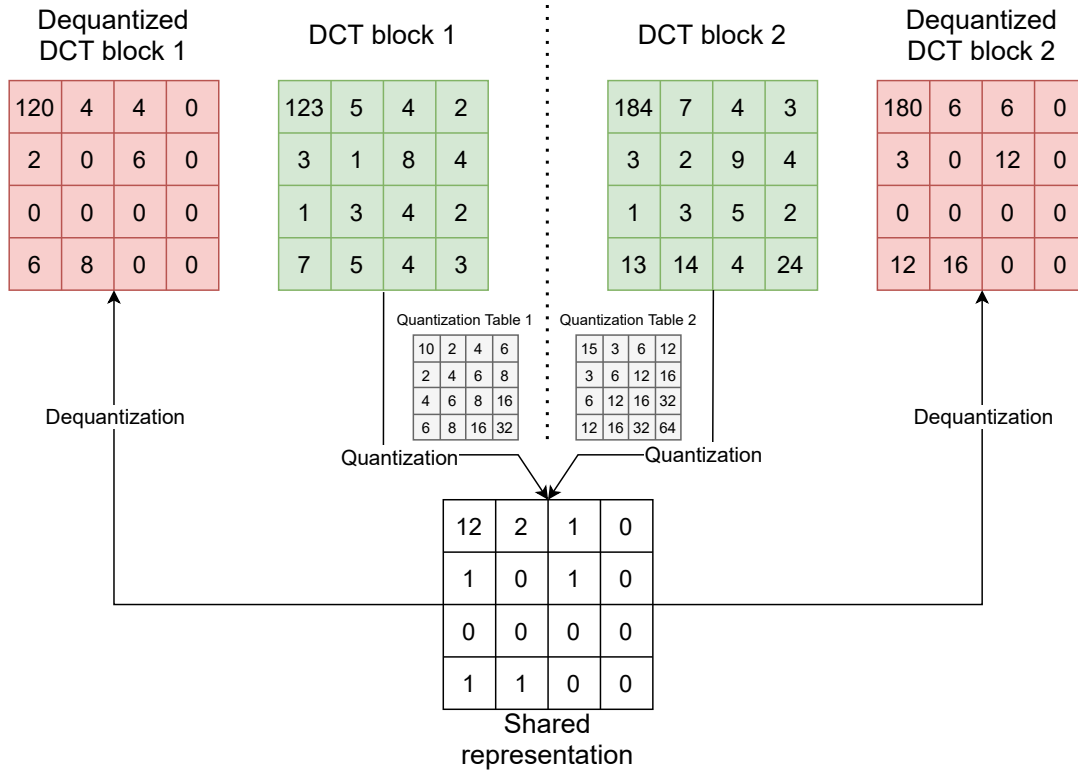 Dequantized
DCT block 1
DCT block 1
DCT block 2
Dequantized
DCT block 2
120 4 4 0
2 0 6 0
0 0 0 0
6 8 0 0
123 5 4 2
3 1 8 4
1 3 4 2
7 5 4 3
184 7 4 3
3 2 9 4
1 3 5 2
13 14 4 24
180 6 6 0
3 0 12 0
0 0 0 0
12 16 0 0
Quantization Table 1
10 2 4 6
2 4 6 8
4 6 8 16
6 8 16 32
Quantization Table 2
15 3 6 12
3 6 12 16
6 12 16 32
12 16 32 64
Dequantization
Quantization
Quantization
Dequantization
12 2 1 0
1 0 1 0
0 0 0 0
1 1 0 0
Shared
representation